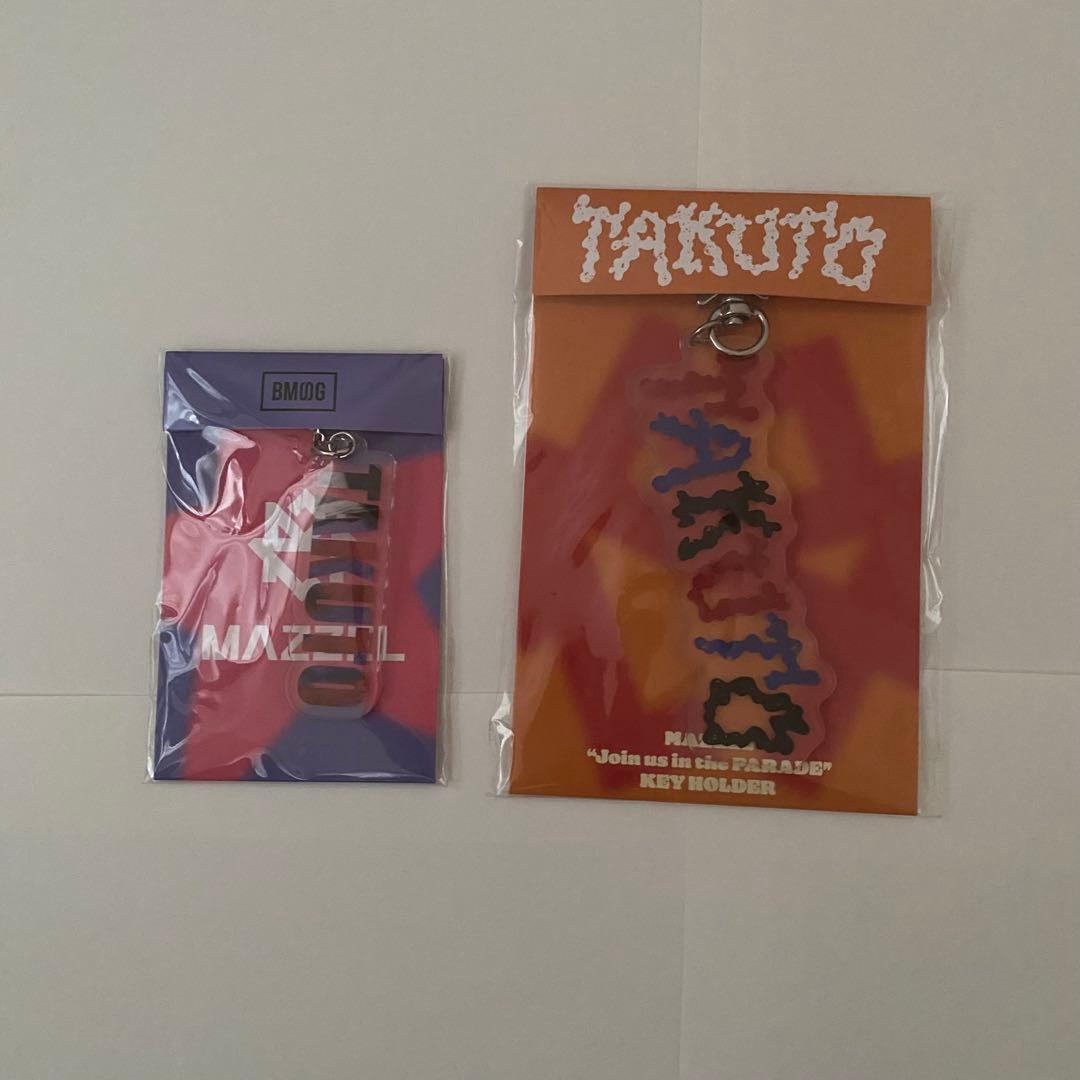 BMSG
TAKUTO
MAZZEL
TAKUTO
TAKUTO
"Join us in the PARADE"
KEY HOLDER